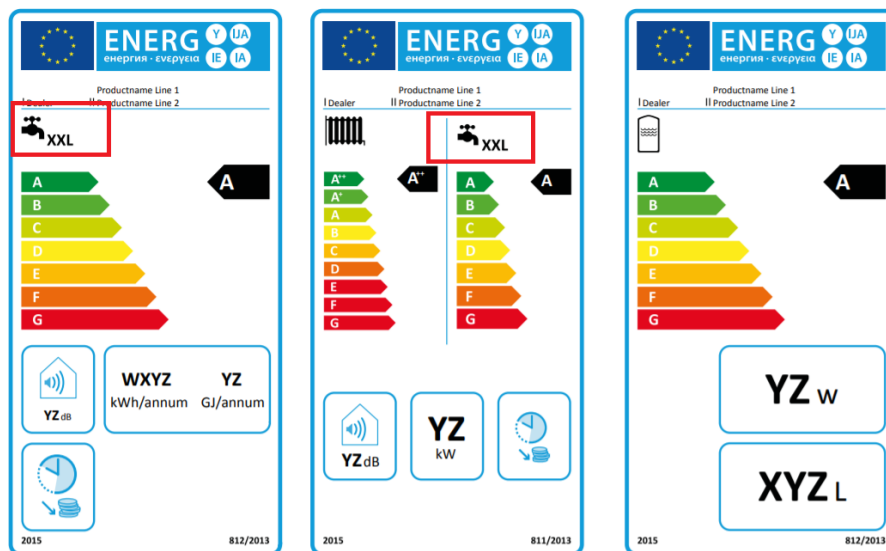 ENERG Y IJA
енергия · ενεργεια IE IA
Productname Line 1
I Dealer II Productname Line 2
XXL
A A
B
C
D
E
F
G
YZ dB
WXYZ YZ
kWh/annum GJ/annum
2015 812/2013
ENERG Y IJA
енергия · ενεργεια IE IA
Productname Line 1
I Dealer II Productname Line 2
XXL
A++ A++ A A
A+ B
A C
B D
C E
D F
E G
F
G
YZ dB
YZ
kW
2015 811/2013
ENERG Y IJA
енергия · ενεργεια IE IA
Productname Line 1
I Dealer II Productname Line 2
A A
B
C
D
E
F
G
YZ W
XYZ L
2015 812/2013